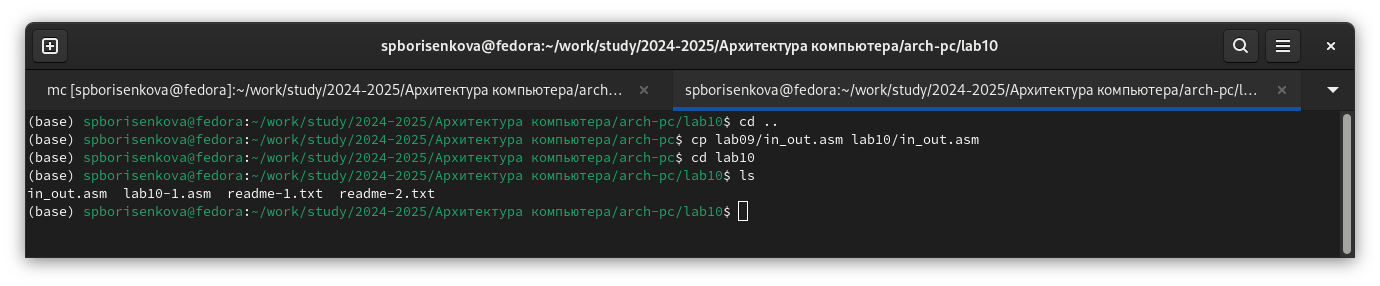 spborisenkova@fedora:~/work/study/2024-2025/Архитектура компьютера/arch-pc/lab10
mc [spborisenkova@fedora]:~/work/study/2024-2025/Архитектура компьютера/arch...
spborisenkova@fedora:~/work/study/2024-2025/Архитектура компьютера/arch-pc/l...
(base) spborisenkova@fedora:~/work/study/2024-2025/Архитектура компьютера/arch-pc/lab10$ cd ..
(base) spborisenkova@fedora:~/work/study/2024-2025/Архитектура компьютера/arch-pc$ cp lab09/in_out.asm lab10/in_out.asm
(base) spborisenkova@fedora:~/work/study/2024-2025/Архитектура компьютера/arch-pc$ cd lab10
(base) spborisenkova@fedora:~/work/study/2024-2025/Архитектура компьютера/arch-pc/lab10$ ls
in_out.asm  lab10-1.asm  readme-1.txt  readme-2.txt
(base) spborisenkova@fedora:~/work/study/2024-2025/Архитектура компьютера/arch-pc/lab10$